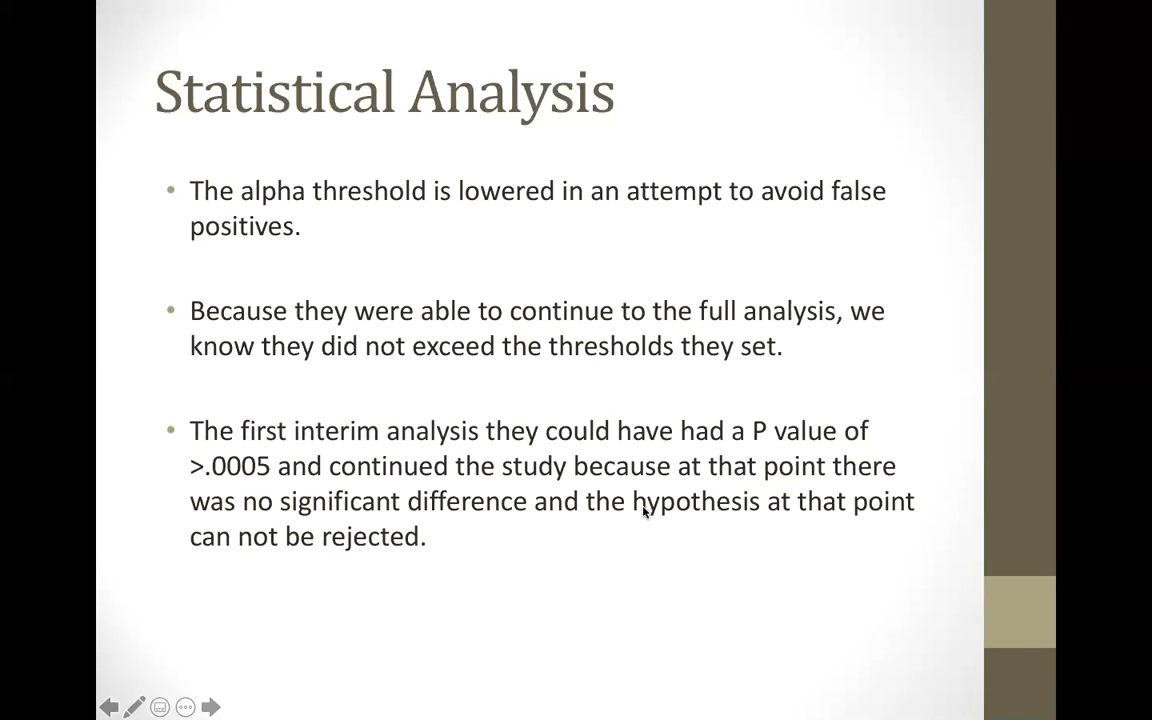 Statistical Analysis
• The alpha threshold is lowered in an attempt to avoid false
positives.
• Because they were able to continue to the full analysis, we
know they did not exceed the thresholds they set.
• The first interim analysis they could have had a P value of
>.0005 and continued the study because at that point there
was no significant difference and the hypothesis at that point
can not be rejected.